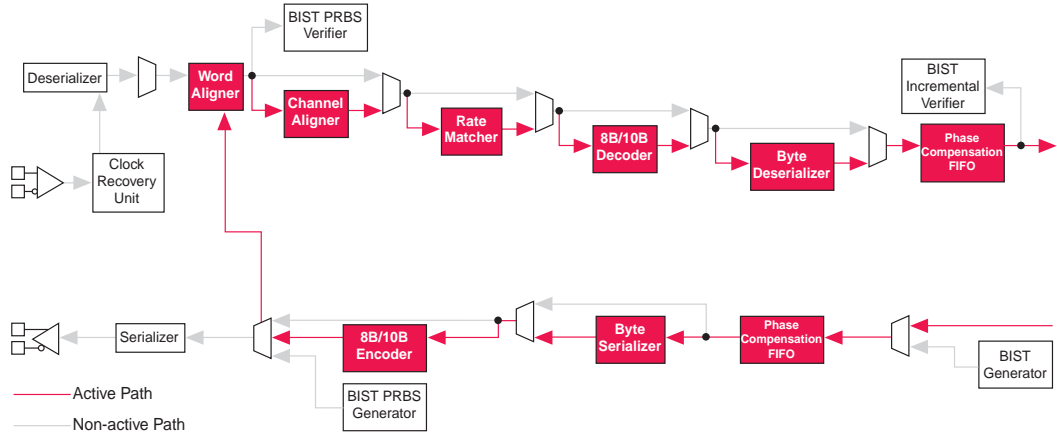 BIST PRBS
Verifier
Deserializer
Word
Aligner
Channel
Aligner
Rate
Matcher
8B/10B
Decoder
Byte
Deserializer
BIST
Incremental
Verifier
Phase
Compensation
FIFO
Clock
Recovery
Unit
Serializer
8B/10B
Encoder
BIST PRBS
Generator
Byte
Serializer
Phase
Compensation
FIFO
BIST
Generator
Active Path
Non-active Path